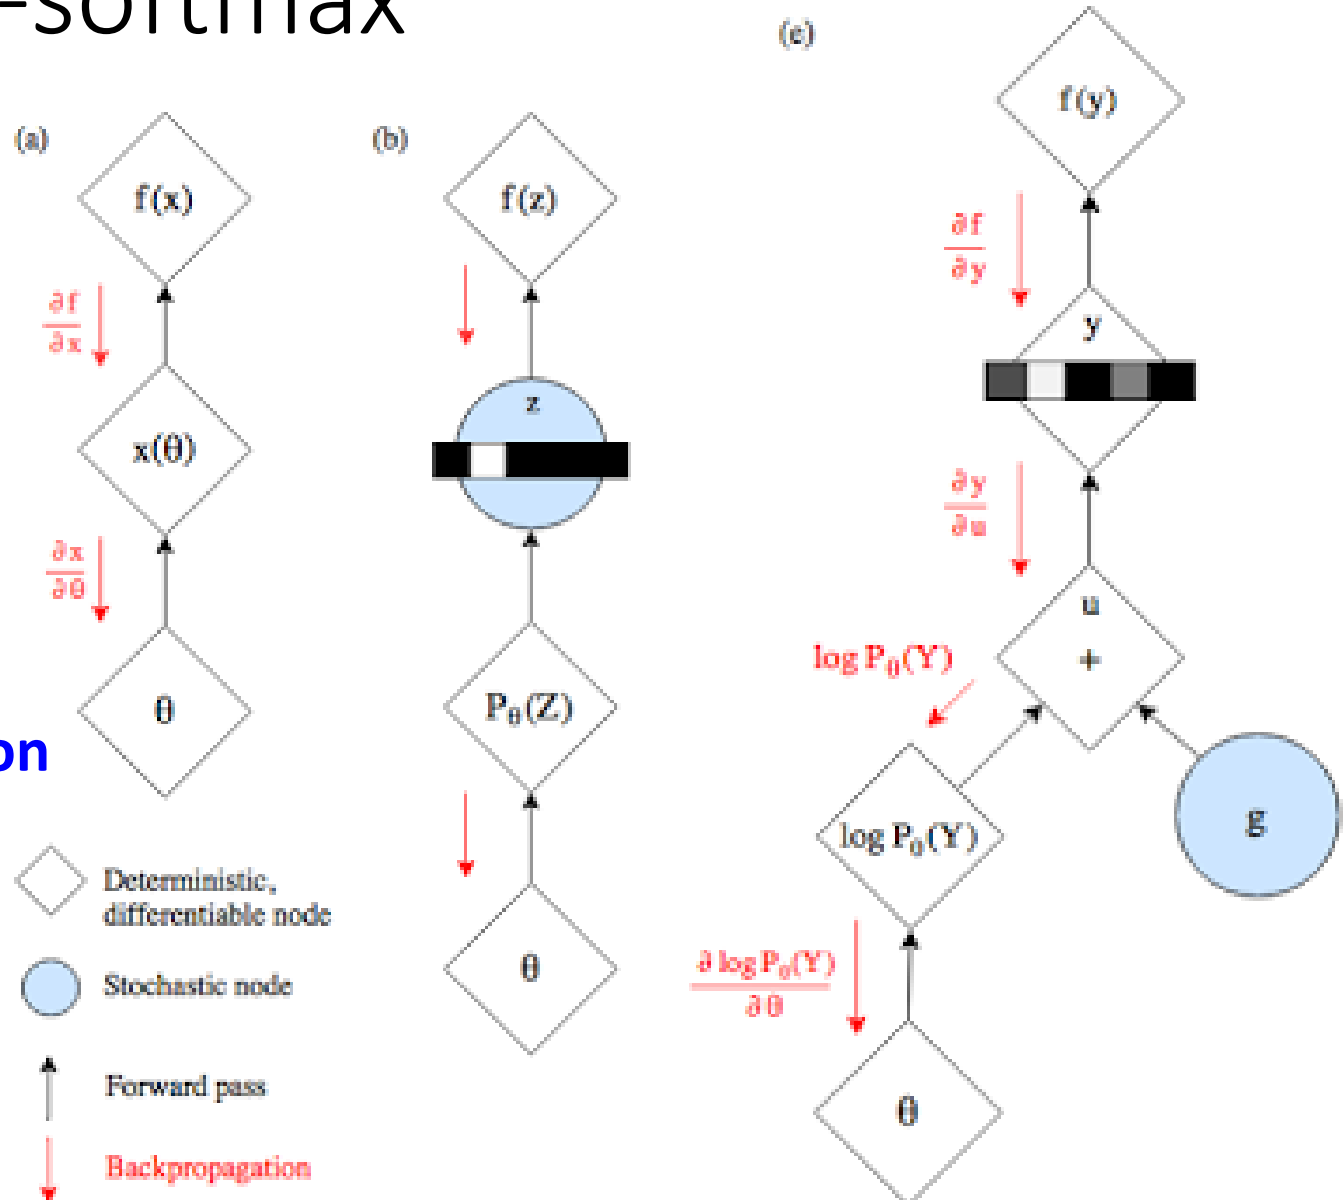 -softmax
(a)
f(x)
∂f
∂x
x(θ)
∂x
∂θ
θ
on
(b)
f(z)
z
Pθ(Z)
θ
(e)
f(y)
∂f
∂y
y
∂y
∂u
u
+
log Pθ(Y)
log Pθ(Y)
g
∂ log Pθ(Y)
∂θ
θ
Deterministic,
differentiable node
Stochastic node
Forward pass
Backpropagation